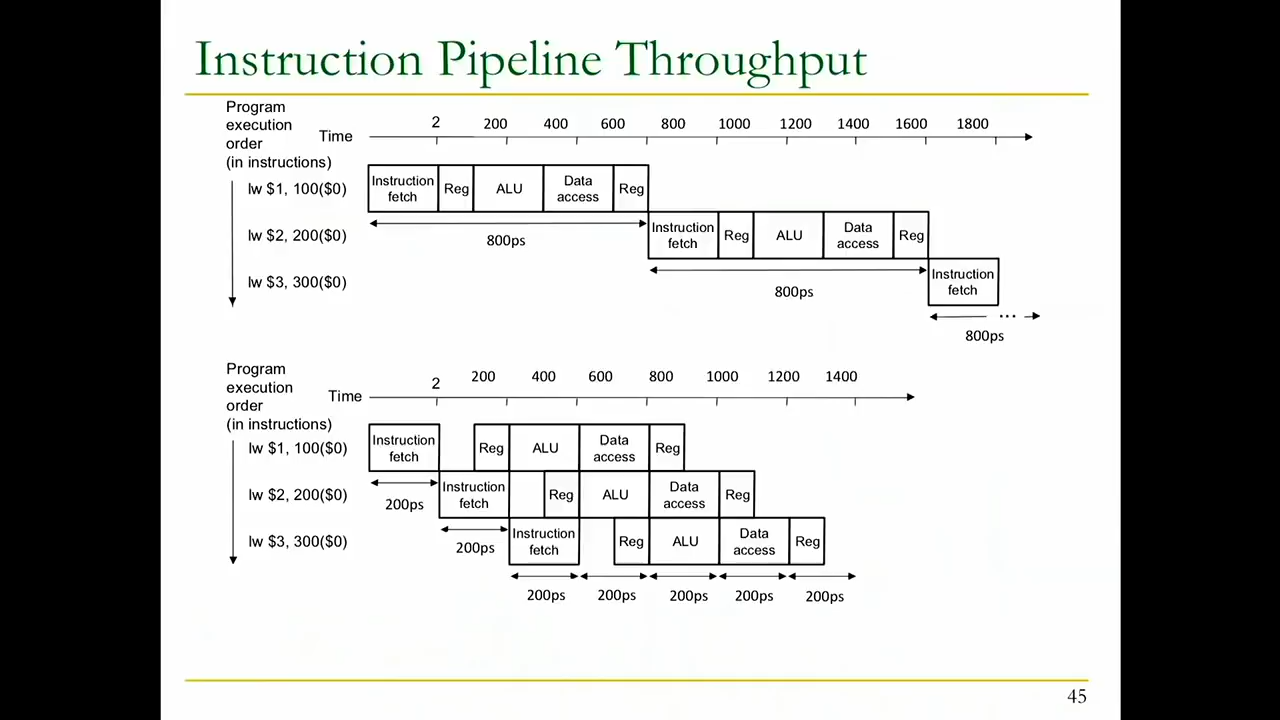 Instruction Pipeline Throughput
Program
execution
order
(in instructions)
Time
2 200 400 600 800 1000 1200 1400 1600 1800
lw $1, 100($0)
Instruction
fetch
Reg
ALU
Data
access
Reg
800ps
lw $2, 200($0)
Instruction
fetch
Reg
ALU
Data
access
Reg
800ps
lw $3, 300($0)
Instruction
fetch
...
800ps
Program
execution
order
(in instructions)
Time
2 200 400 600 800 1000 1200 1400
lw $1, 100($0)
Instruction
fetch
Reg
ALU
Data
access
Reg
200ps
lw $2, 200($0)
Instruction
fetch
Reg
ALU
Data
access
Reg
200ps
lw $3, 300($0)
Instruction
fetch
Reg
ALU
Data
access
Reg
200ps 200ps 200ps 200ps 200ps
45